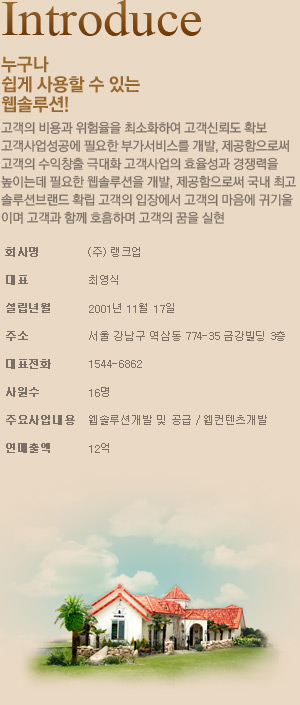 Introduce
누구나
쉽게 사용할 수 있는
웹솔루션!
고객의 비용과 위험율을 최소화하여 고객신뢰도 확보
고객사업성공에 필요한 부가서비스를 개발, 제공함으로써
고객의 수익창출 극대화 고객사업의 효율성과 경쟁력을
높이는데 필요한 웹솔루션을 개발, 제공함으로써 국내 최고
솔루션브랜드 확립 고객의 입장에서 고객의 마음에 귀기울
이며 고객과 함께 호흡하며 고객의 꿈을 실현
회사명 (주) 랭크업
대표 최영식
설립년월 2001년 11월 17일
주소 서울 강남구 역삼동 774-35 금강빌딩 3층
대표전화 1544-6862
사원수 16명
주요사업내용 웹솔루션개발 및 공급 / 웹컨텐츠개발
연매출액 12억